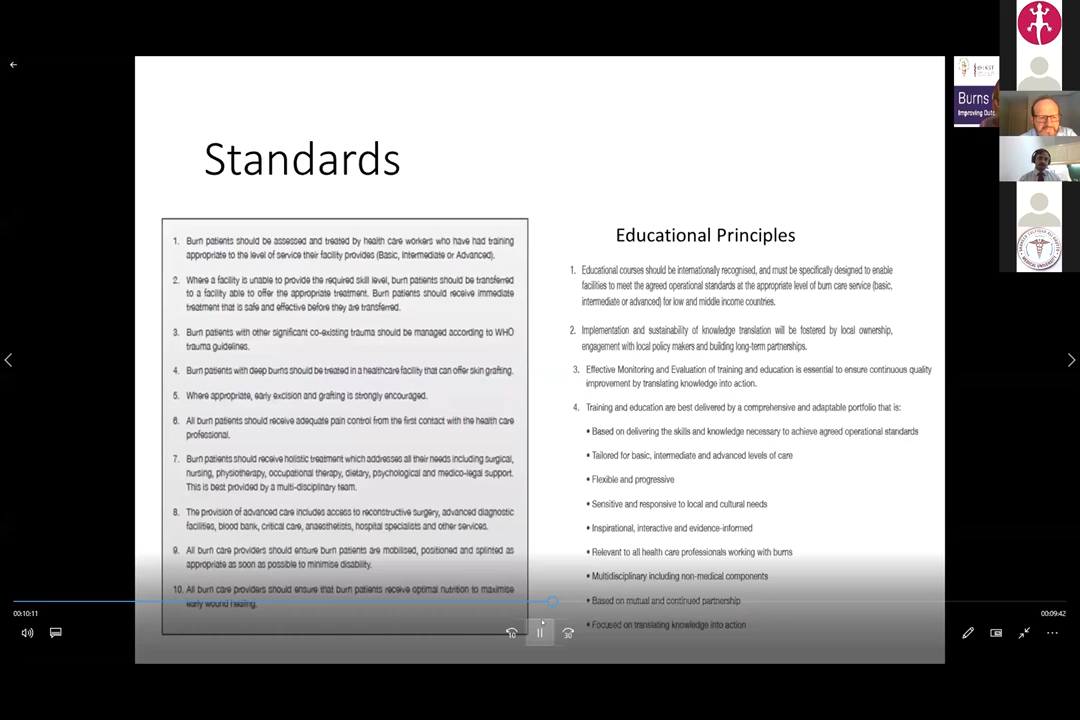 Standards
1. Burn patients should be assessed and treated by health care workers who have had training
appropriate to the level of service their facility provides (Basic, Intermediate or Advanced).
2. Where a facility is unable to provide the required skill level, burn patients should be transferred
to a facility able to offer the appropriate treatment. Burn patients should receive immediate
treatment that is safe and effective before they are transferred.
3. Burn patients with other significant co-existing trauma should be managed according to WHO
trauma guidelines.
4. Burn patients with deep burns should be treated in a healthcare facility that can offer skin grafting.
5. Where appropriate, early excision and grafting is strongly encouraged.
6. All burn patients should receive adequate pain control from the first contact with the health care
professional.
7. Burn patients should receive holistic treatment which addresses all their needs including surgical,
nursing, physiotherapy, occupational therapy, dietary, psychological and medico-legal support.
This is best provided by a multi-disciplinary team.
8. The provision of advanced care includes access to reconstructive surgery, advanced diagnostic
facilities, blood bank, critical care, anaesthetists, hospital specialists and other services.
9. All burn care providers should ensure burn patients are mobilised, positioned and splinted as
appropriate as soon as possible to minimise disability.
10. All burn care providers should ensure that burn patients receive optimal nutrition to maximise
early wound healing.
Educational Principles
1. Educational courses should be internationally recognised, and must be specifically designed to enable
facilities to meet the agreed operational standards at the appropriate level of burn care service (basic,
intermediate or advanced) for low and middle income countries.
2. Implementation and sustainability of knowledge translation will be fostered by local ownership,
engagement with local policy makers and building long-term partnerships.
3. Effective Monitoring and Evaluation of training and education is essential to ensure continuous quality
improvement by translating knowledge into action.
4. Training and education are best delivered by a comprehensive and adaptable portfolio that is:
• Based on delivering the skills and knowledge necessary to achieve agreed operational standards
• Tailored for basic, intermediate and advanced levels of care
• Flexible and progressive
• Sensitive and responsive to local and cultural needs
• Inspirational, interactive and evidence-informed
• Relevant to all health care professionals working with burns
• Multidisciplinary including non-medical components
• Based on mutual and continued partnership
• Focused on translating knowledge into action
Burns
Improving Outc
00:10:11
00:09:42
10
30